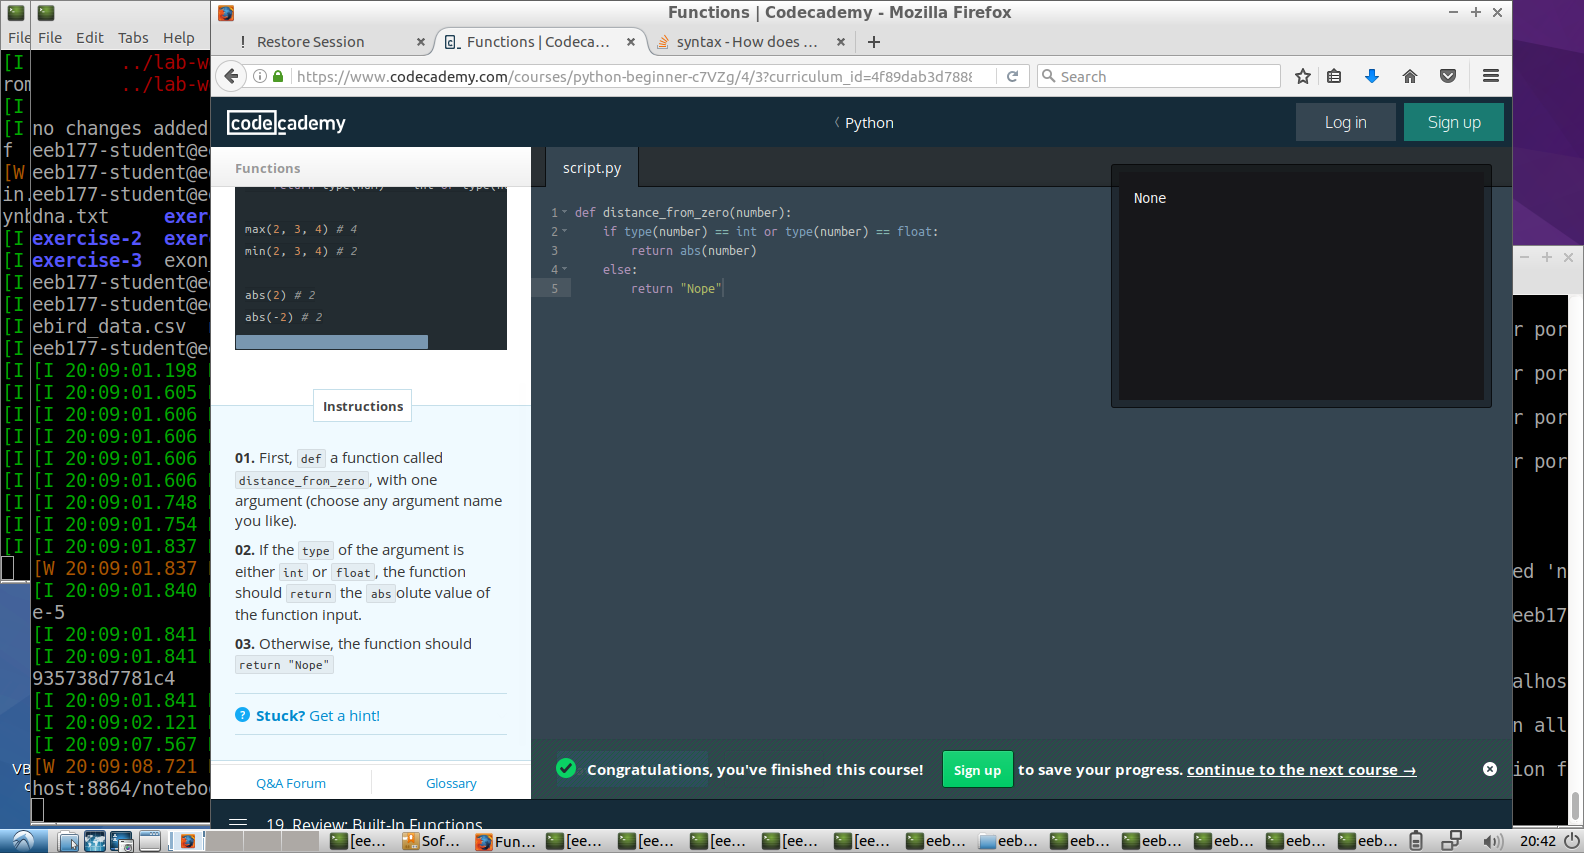 Functions | Codecademy - Mozilla Firefox
File
File Edit Tabs Help
! Restore Session
Functions | Codeca...
syntax - How does ...
https://www.codecademy.com/courses/python-beginner-c7VZg/4/3?curriculum_id=4f89dab3d788
Search
codecademy
Python
Log in
Sign up
[I
../lab-w
rom
../lab-w
[I
[I no changes added
f eeb177-student@e
[W eeb177-student@e
in. eeb177-student@e
ynb dna.txt exer
[I exercise-2 exer
[I exercise-3 exon
[I eeb177-student@e
[I eeb177-student@e
[I ebird_data.csv
[I eeb177-student@e
[I [I 20:09:01.198
[I [I 20:09:01.605
[I [I 20:09:01.606
[I [I 20:09:01.606
[I [I 20:09:01.606
[I [I 20:09:01.606
[I [I 20:09:01.748
[I [I 20:09:01.754
[I [I 20:09:01.837
[W 20:09:01.837
[I 20:09:01.840
e-5
[I 20:09:01.841
[I 20:09:01.841
935738d7781c4
[I 20:09:01.841
[I 20:09:02.121
[I 20:09:07.567
[W 20:09:08.721
host:8864/notebo
VB
Functions
max(2, 3, 4) # 4
min(2, 3, 4) # 2
abs(2) # 2
abs(-2) # 2
Instructions
01. First, def a function called
distance_from_zero, with one
argument (choose any argument name
you like).
02. If the type of the argument is
either int or float, the function
should return the absolute value of
the function input.
03. Otherwise, the function should
return "Nope"
? Stuck? Get a hint!
Q&A Forum
Glossary
script.py
1 def distance_from_zero(number):
2 if type(number) == int or type(number) == float:
3 return abs(number)
4 else:
5 return "Nope"
None
Congratulations, you've finished this course! Sign up to save your progress. continue to the next course →
19. Review: Built-In Functions
r por
r por
r por
r por
ed 'n
eeb17
alhos
n all
ion f
[ee...
Sof...
Fun...
[ee...
[ee...
[ee...
[ee...
[ee...
eeb...
eeb...
eeb...
eeb...
eeb...
eeb...
eeb...
20:42